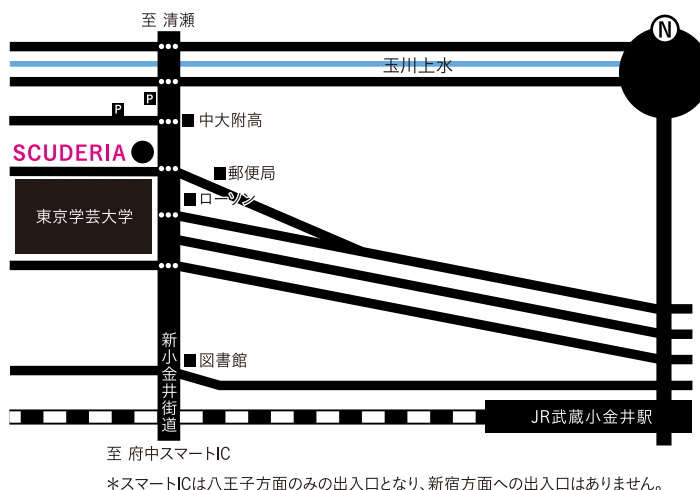 至 清瀬
N
玉川上水
P
P
中大附高
SCUDERIA
郵便局
ローソン
東京学芸大学
新小金井街道
図書館
JR武蔵小金井駅
至 府中スマートIC
*スマートICは八王子方面のみの出入口となり、新宿方面への出入口はありません。